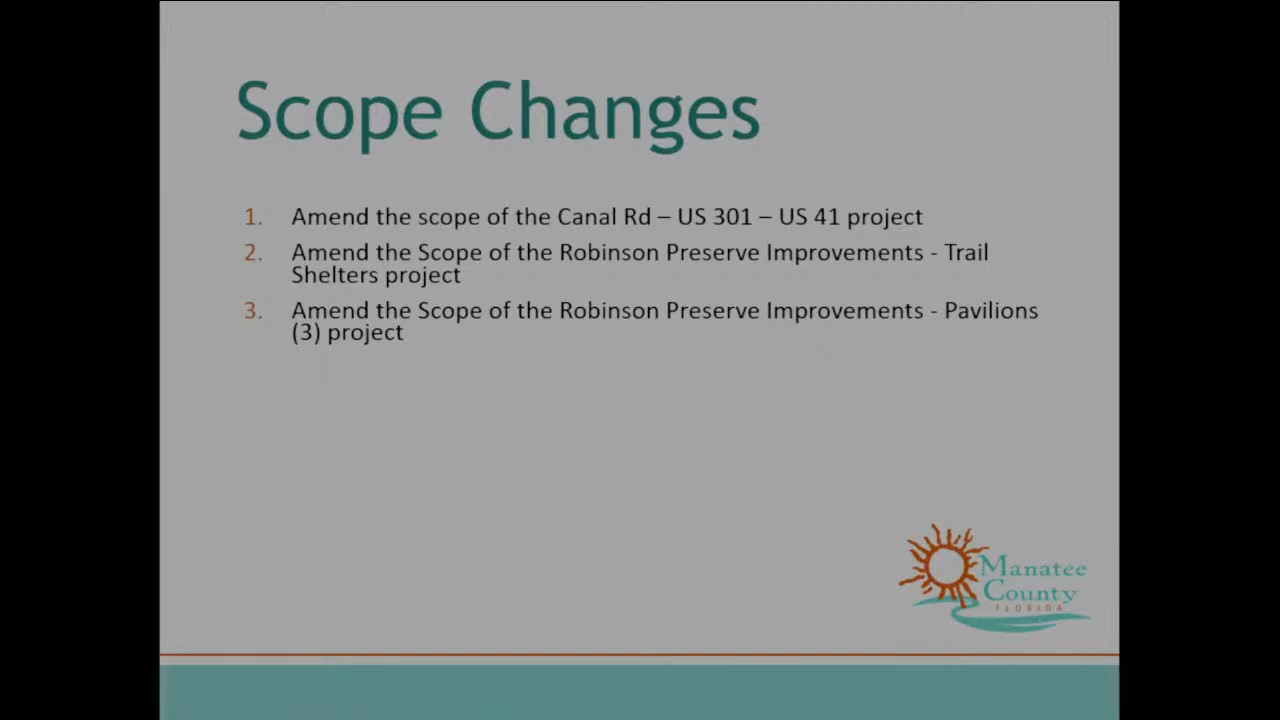 Scope Changes
1. Amend the scope of the Canal Rd – US 301 – US 41 project
2. Amend the Scope of the Robinson Preserve Improvements - Trail
Shelters project
3. Amend the Scope of the Robinson Preserve Improvements - Pavilions
(3) project
Manatee
County
FLORIDA